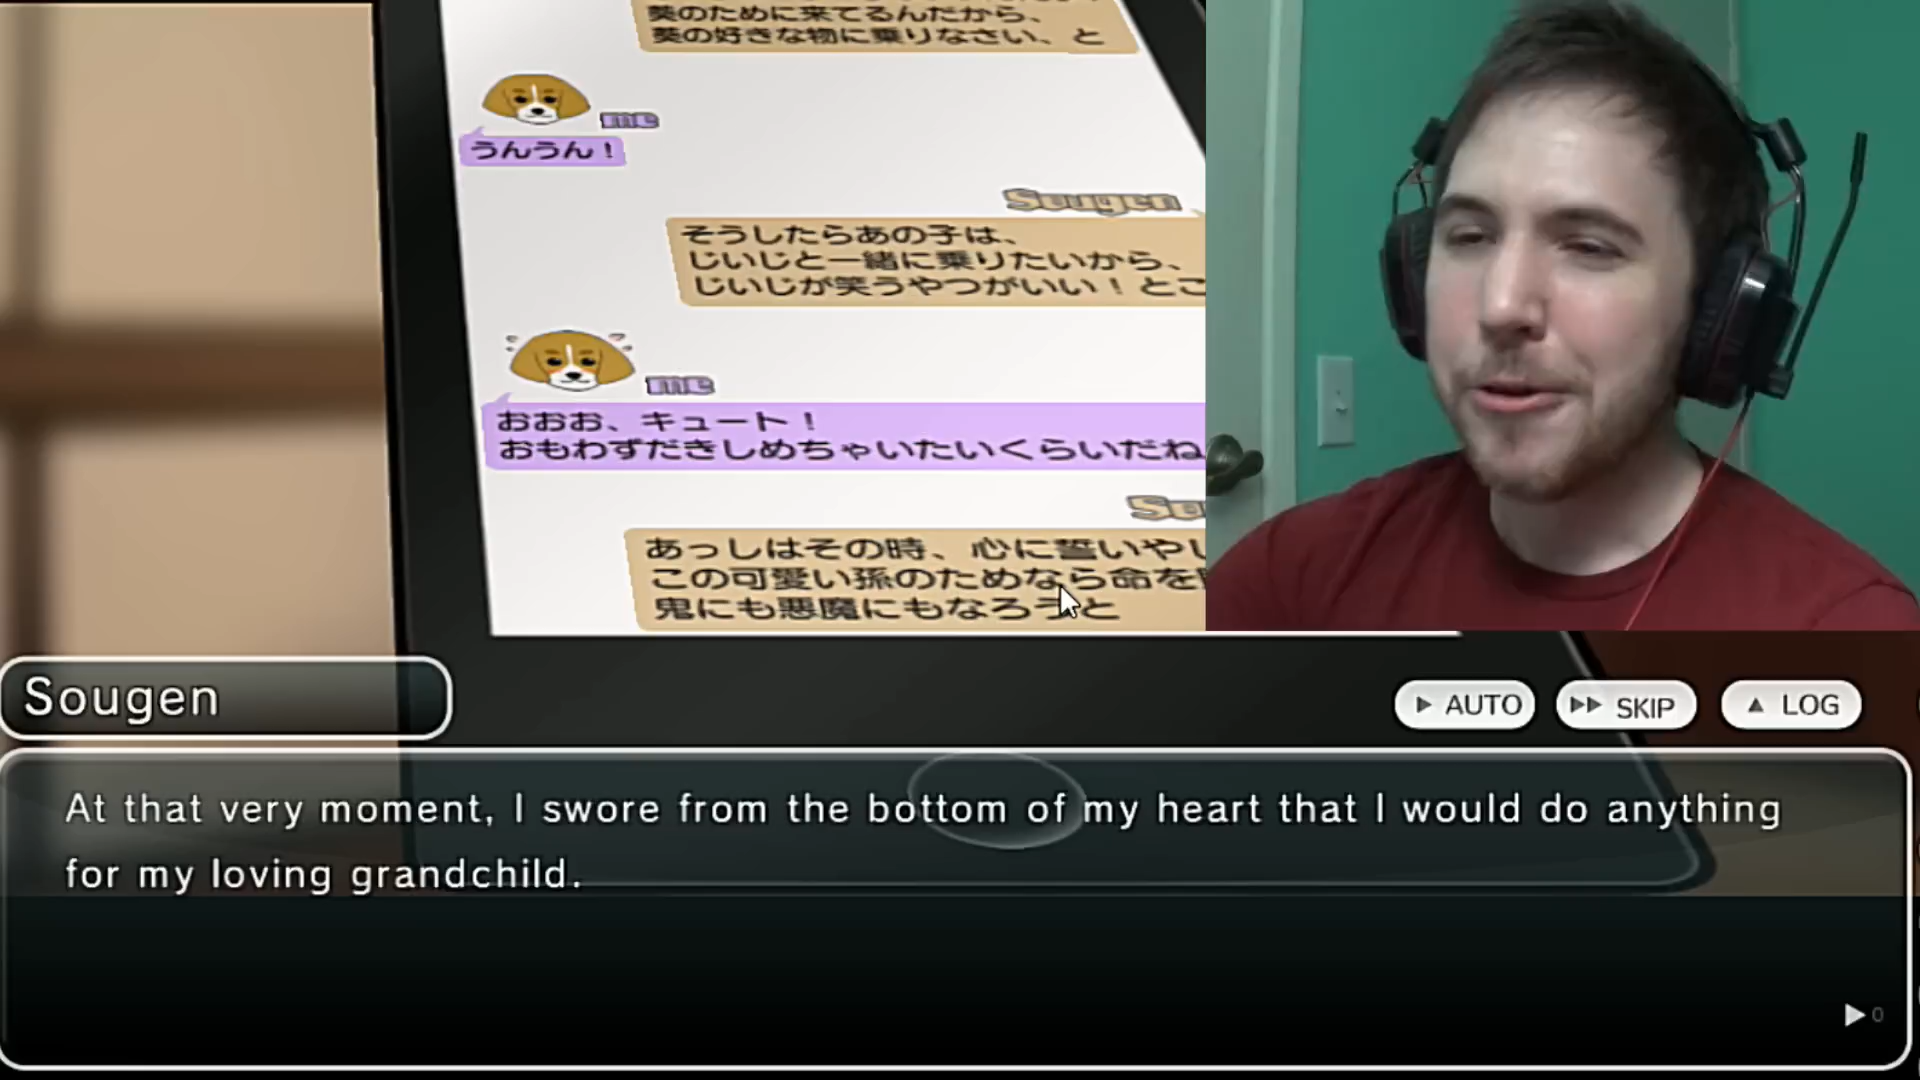 葵のために来てるんだから、
葵の好きな物に乗りなさい、と
me
うんうん！
Sougen
そうしたらあの子は、
じいじと一緒に乗りたいから、
じいじが笑うやつがいい！とこ
me
おおお、キュート！
おもわずだきしめちゃいたいくらいだね
So
あっしはその時、心に誓いやし
この可愛い孫のためなら命を
鬼にも悪魔にもなろうと
Sougen
▶ AUTO
▶▶ SKIP
▲ LOG
At that very moment, I swore from the bottom of my heart that I would do anything
for my loving grandchild.
▶0